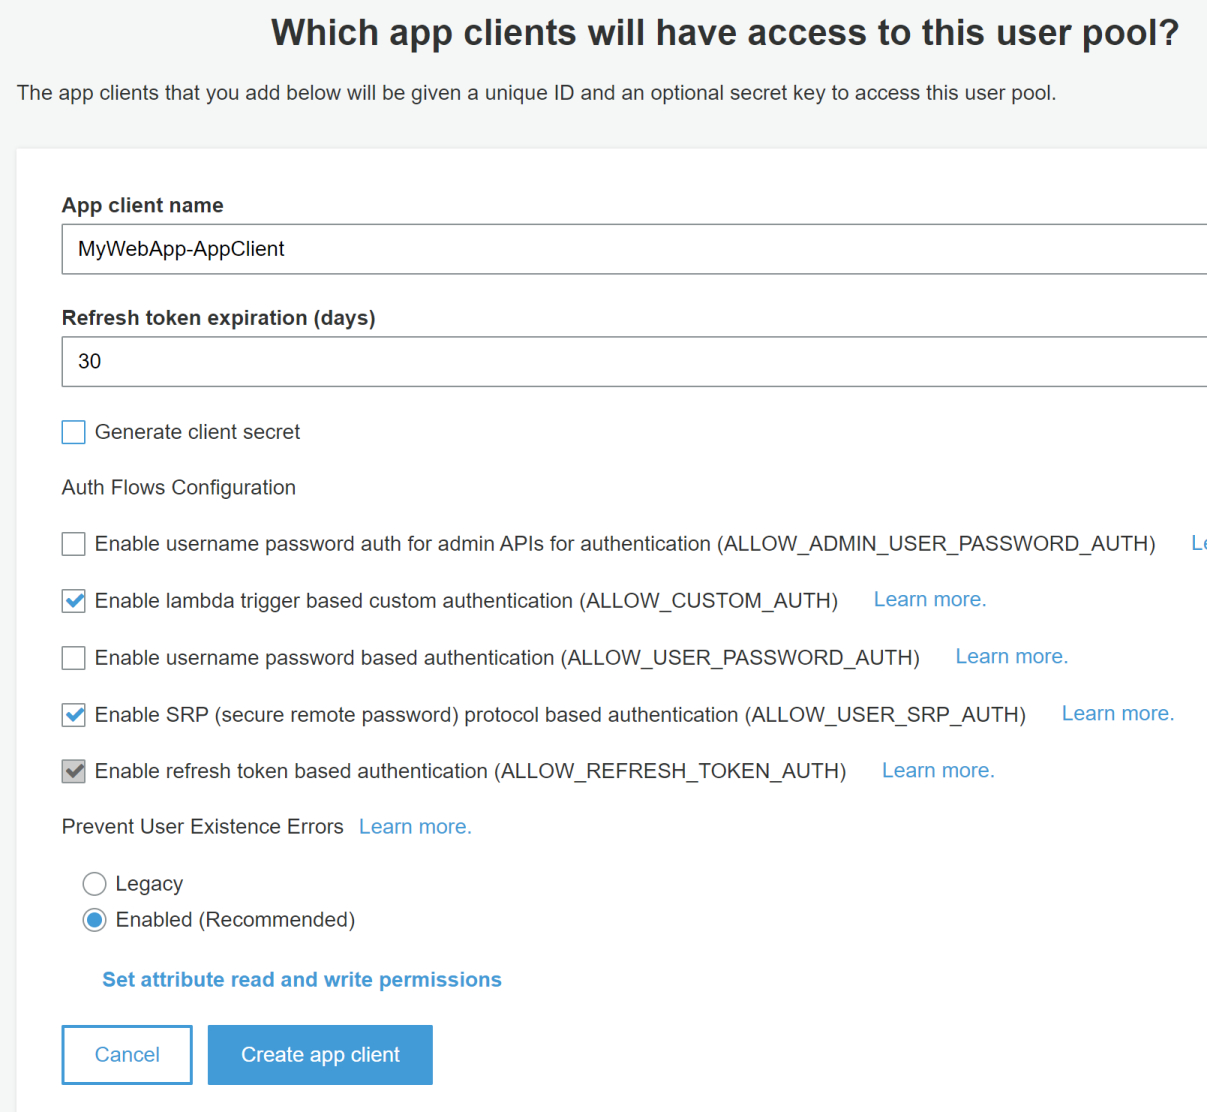 Which app clients will have access to this user pool?
The app clients that you add below will be given a unique ID and an optional secret key to access this user pool.
App client name
MyWebApp-AppClient
Refresh token expiration (days)
30
Generate client secret
Auth Flows Configuration
Enable username password auth for admin APIs for authentication (ALLOW_ADMIN_USER_PASSWORD_AUTH) Le
Enable lambda trigger based custom authentication (ALLOW_CUSTOM_AUTH) Learn more.
Enable username password based authentication (ALLOW_USER_PASSWORD_AUTH) Learn more.
Enable SRP (secure remote password) protocol based authentication (ALLOW_USER_SRP_AUTH) Learn more.
Enable refresh token based authentication (ALLOW_REFRESH_TOKEN_AUTH) Learn more.
Prevent User Existence Errors Learn more.
Legacy
Enabled (Recommended)
Set attribute read and write permissions
Cancel Create app client